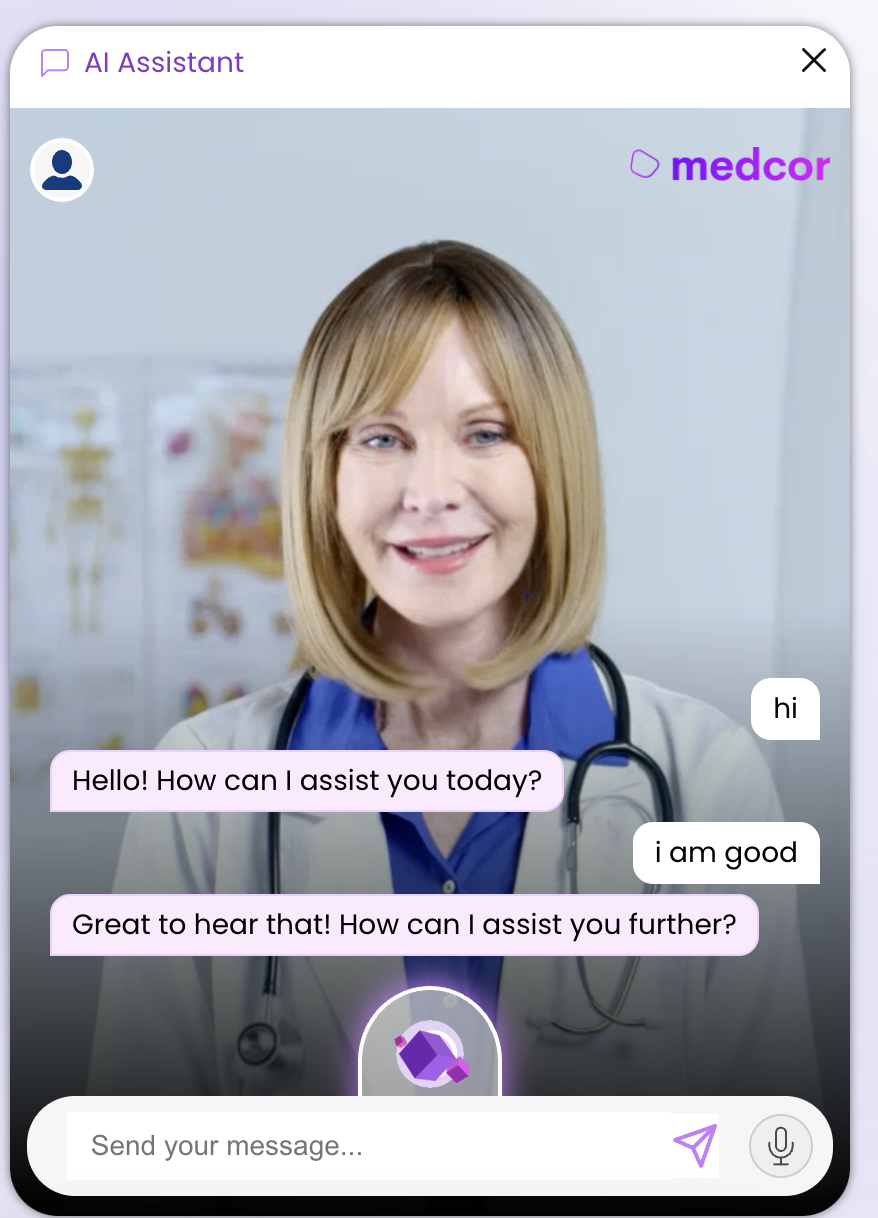 AI Assistant
medcor
hi
Hello! How can I assist you today?
i am good
Great to hear that! How can I assist you further?
Send your message...